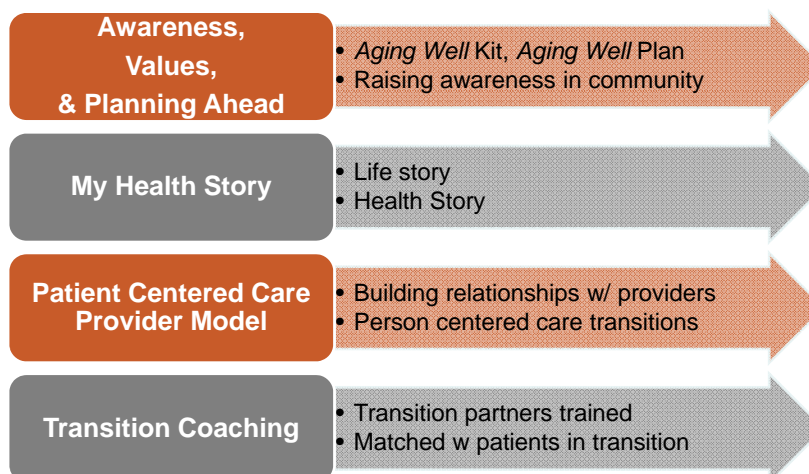 Awareness,
Values,
& Planning Ahead
• Aging Well Kit, Aging Well Plan
• Raising awareness in community
My Health Story
• Life story
• Health Story
Patient Centered Care
Provider Model
• Building relationships w/ providers
• Person centered care transitions
Transition Coaching
• Transition partners trained
• Matched w patients in transition